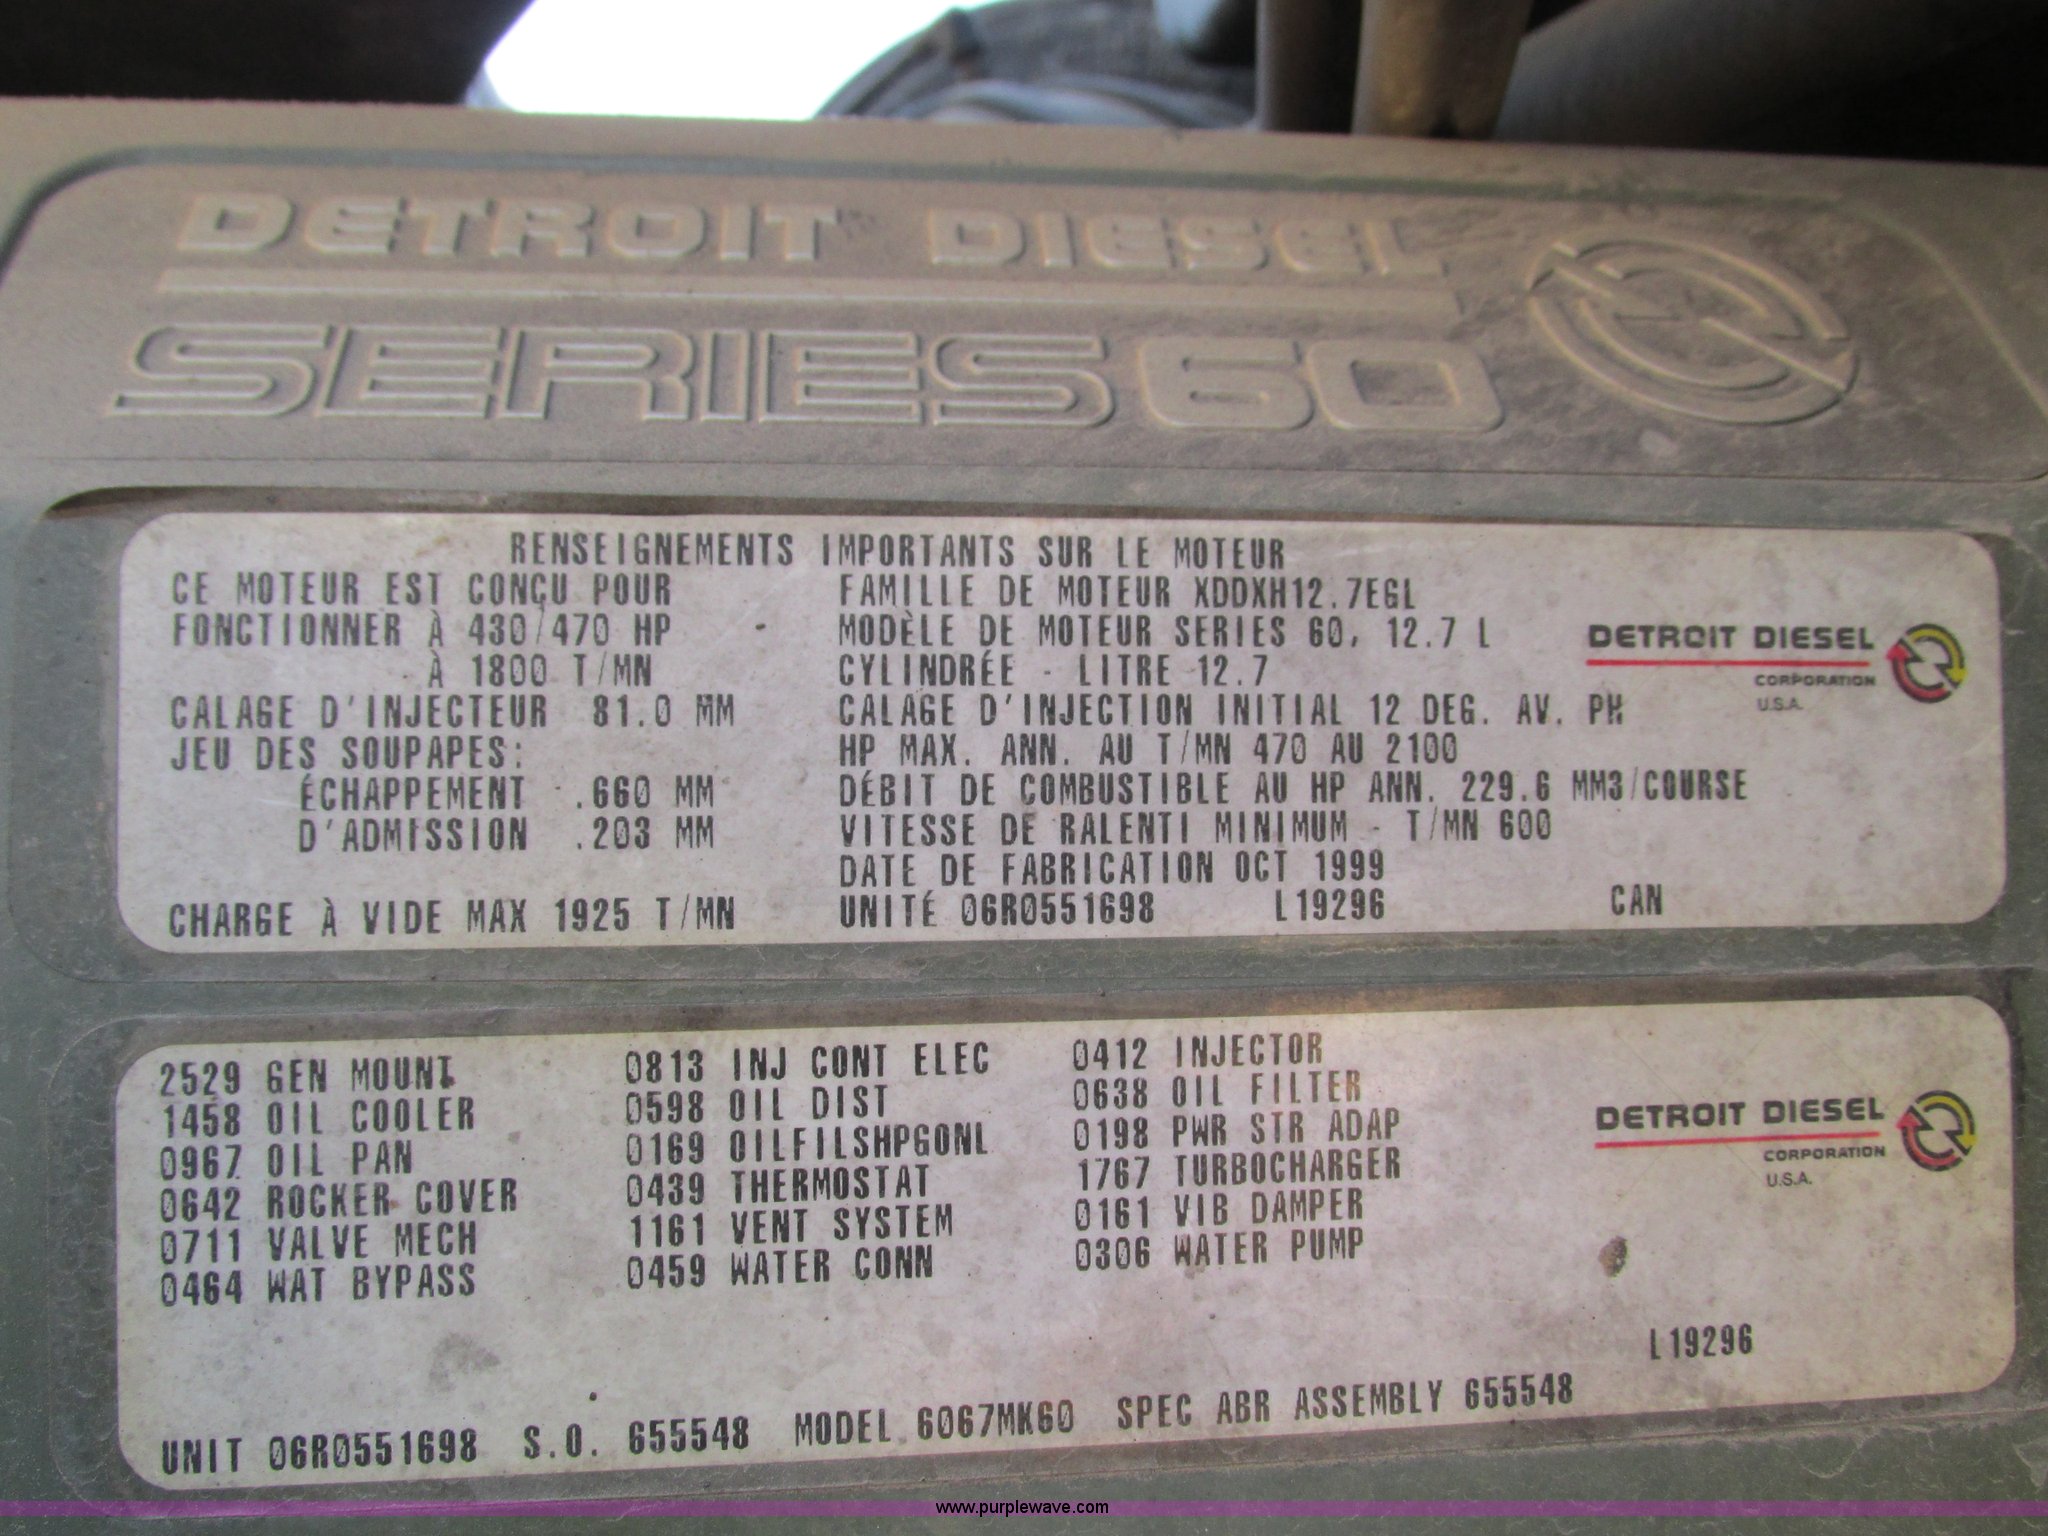 DETROIT DIESEL
SERIES 60
RENSEIGNEMENTS IMPORTANTS SUR LE MOTEUR
CE MOTEUR EST CONÇU POUR
FONCTIONNER À 430/470 HP
À 1800 T/MN
CALAGE D'INJECTEUR 81.0 MM
JEU DES SOUPAPES:
ÉCHAPPEMENT .660 MM
D'ADMISSION .203 MM
CHARGE À VIDE MAX 1925 T/MN
FAMILLE DE MOTEUR XDDXH12.7EGL
MODÈLE DE MOTEUR SERIES 60, 12.7 L
CYLINDRÉE - LITRE 12.7
CALAGE D'INJECTION INITIAL 12 DEG. AV. PH
HP MAX. ANN. AU T/MN 470 AU 2100
DÉBIT DE COMBUSTIBLE AU HP ANN. 229.6 MM3/COURSE
VITESSE DE RALENTI MINIMUM - T/MN 600
DATE DE FABRICATION OCT 1999
UNITÉ 06R0551698 L19296 CAN
DETROIT DIESEL
CORPORATION
U.S.A.
2529 GEN MOUNT
1458 OIL COOLER
0967 OIL PAN
0642 ROCKER COVER
0711 VALVE MECH
0464 WAT BYPASS
0813 INJ CONT ELEC
0598 OIL DIST
0169 OILFILSHPGONL
0439 THERMOSTAT
1161 VENT SYSTEM
0459 WATER CONN
0412 INJECTOR
0638 OIL FILTER
0198 PWR STR ADAP
1767 TURBOCHARGER
0161 VIB DAMPER
0306 WATER PUMP
DETROIT DIESEL
CORPORATION
U.S.A.
L19296
UNIT 06R0551698 S.O. 655548 MODEL 6067MK60 SPEC ABR ASSEMBLY 655548
www.purplewave.com